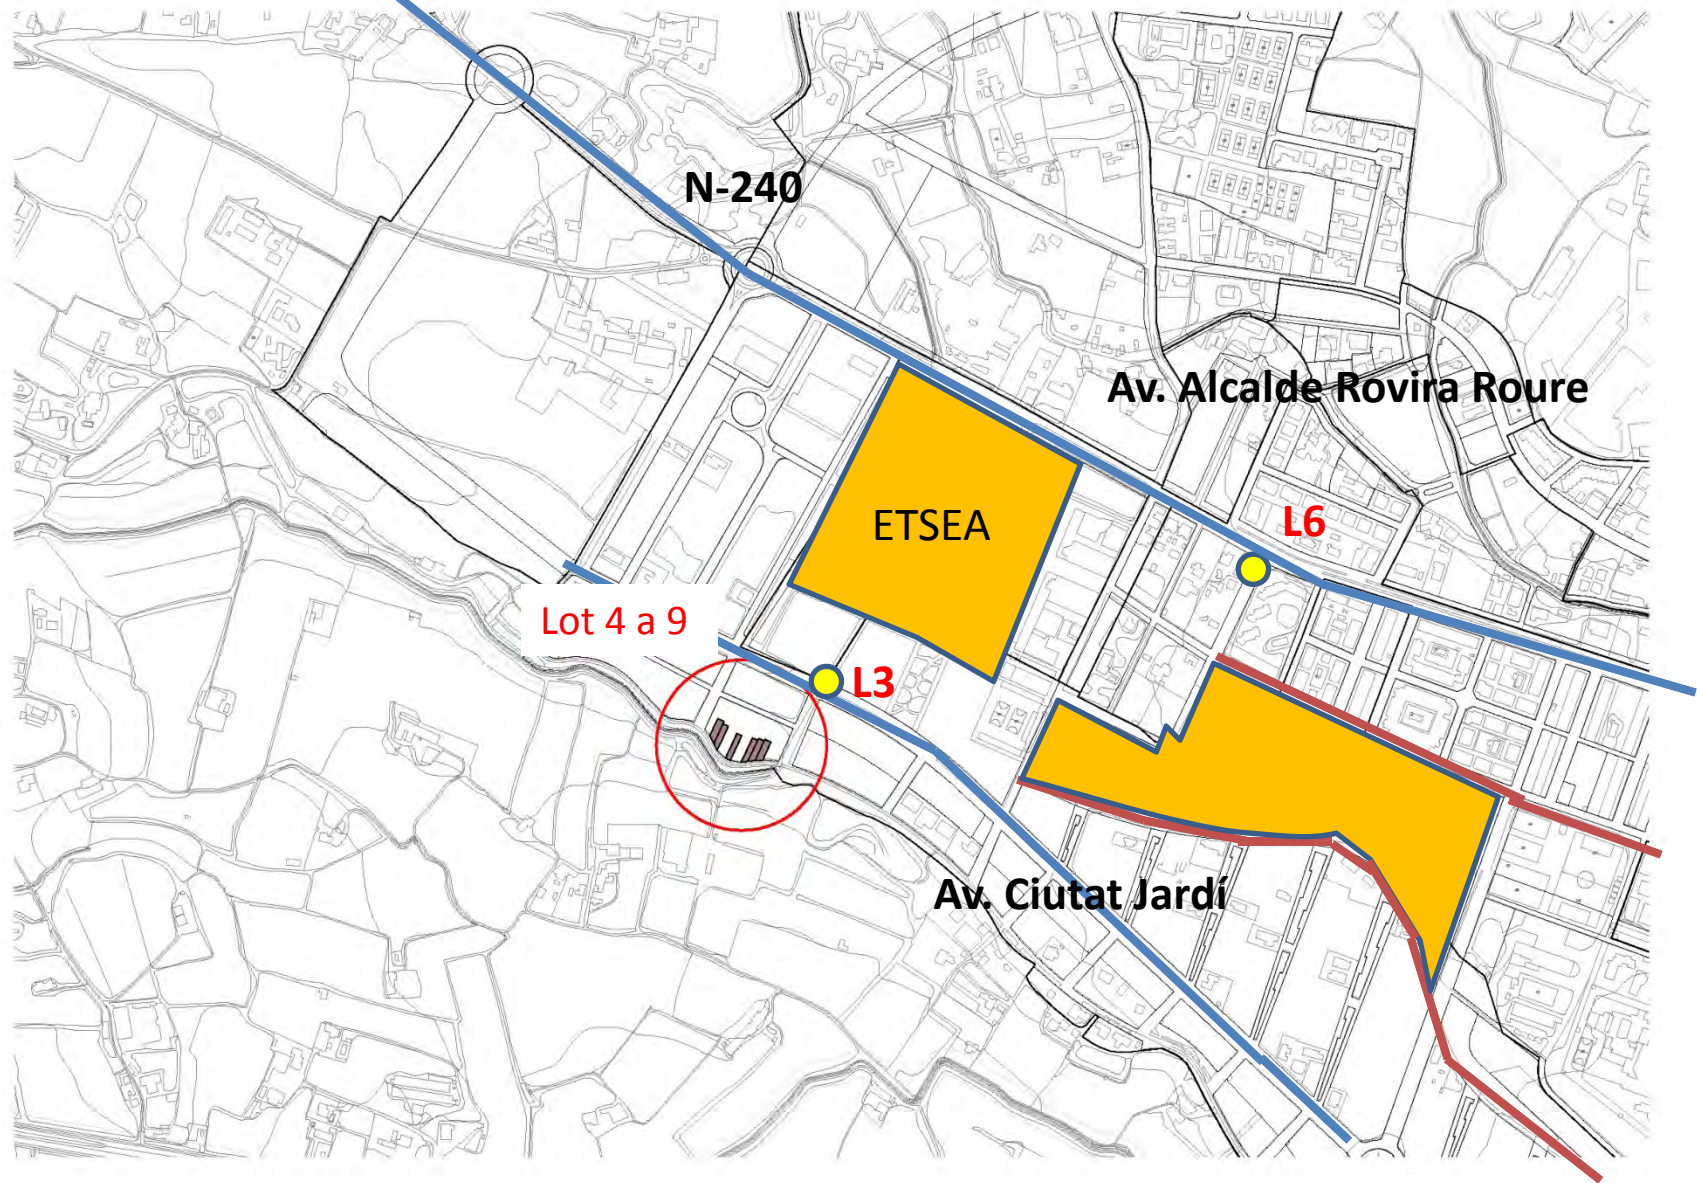 N-240
Av. Alcalde Rovira Roure
ETSEA
L6
Lot 4 a 9
L3
Av. Ciutat Jardí